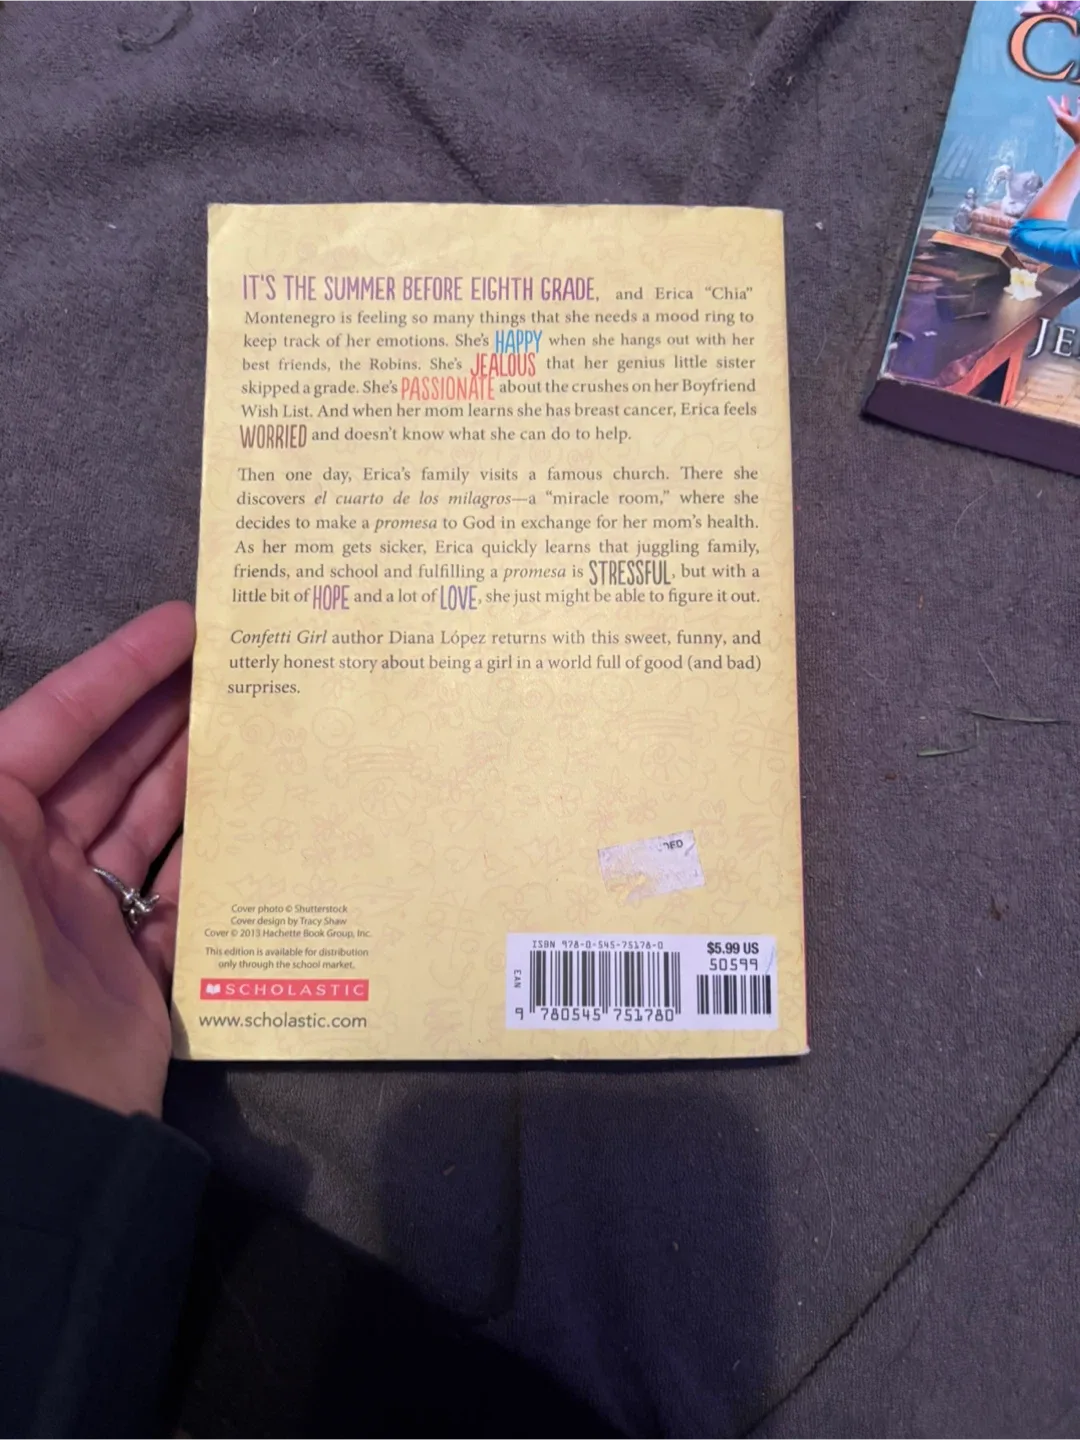 IT'S THE SUMMER BEFORE EIGHTH GRADE, and Erica "Chia"
Montenegro is feeling so many things that she needs a mood ring to
keep track of her emotions. She's HAPPY when she hangs out with her
best friends, the Robins. She's JEALOUS that her genius little sister
skipped a grade. She's PASSIONATE about the crushes on her Boyfriend
Wish List. And when her mom learns she has breast cancer, Erica feels
WORRIED and doesn't know what she can do to help.
Then one day, Erica's family visits a famous church. There she
discovers el cuarto de los milagros—a "miracle room," where she
decides to make a promesa to God in exchange for her mom's health.
As her mom gets sicker, Erica quickly learns that juggling family,
friends, and school and fulfilling a promesa is STRESSFUL, but with a
little bit of HOPE and a lot of LOVE, she just might be able to figure it out.
Confetti Girl author Diana López returns with this sweet, funny, and
utterly honest story about being a girl in a world full of good (and bad)
surprises.
Cover photo © Shutterstock
Cover design by Tracy Shaw
Cover © 2013 Hachette Book Group, Inc.
This edition is available for distribution
only through the school market.
SCHOLASTIC
www.scholastic.com
ISBN 978-0-545-75178-0
EAN
9 780545 751780
$5.99 US
50599